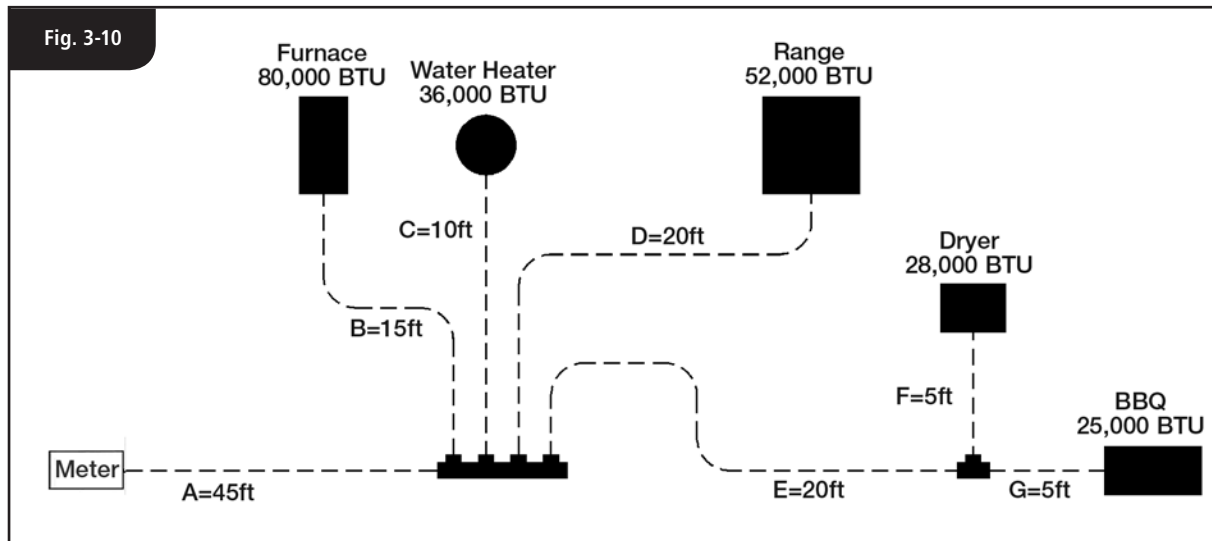 Fig. 3-10
Furnace
80,000 BTU
Water Heater
36,000 BTU
Range
52,000 BTU
C=10ft
D=20ft
Dryer
28,000 BTU
B=15ft
F=5ft
BBQ
25,000 BTU
Meter
A=45ft
E=20ft
G=5ft